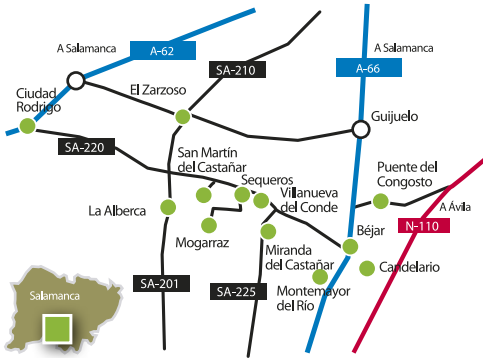 A Salamanca
A-62
SA-210
A Salamanca
A-66
Ciudad
Rodrigo
El Zarzoso
Guijuelo
SA-220
San Martín
del Castañar
Sequeros
Villanueva
del Conde
Puente del
Congosto
A Ávila
La Alberca
Mogarraz
N-110
Miranda
del Castañar
Béjar
Candelario
SA-201
SA-225
Montemayor
del Río
Salamanca